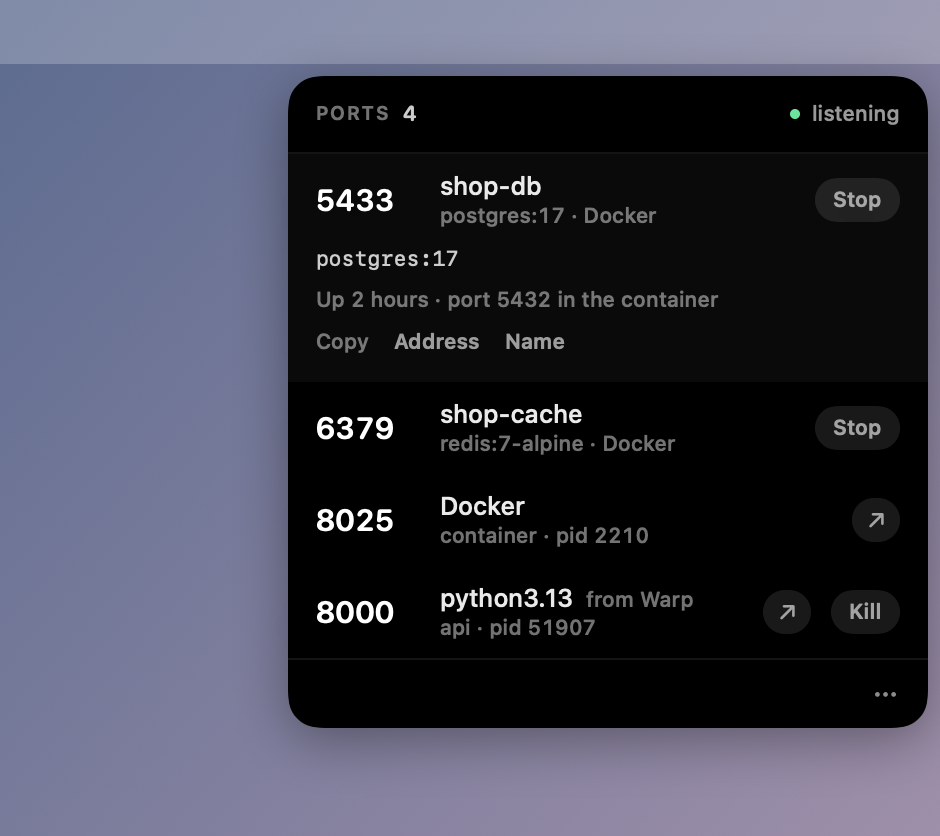 PORTS 4 listening
5433 shop-db Stop
postgres:17 · Docker
postgres:17
Up 2 hours · port 5432 in the container
Copy Address Name
6379 shop-cache Stop
redis:7-alpine · Docker
8025 Docker
container · pid 2210
8000 python3.13 from Warp Kill
api · pid 51907